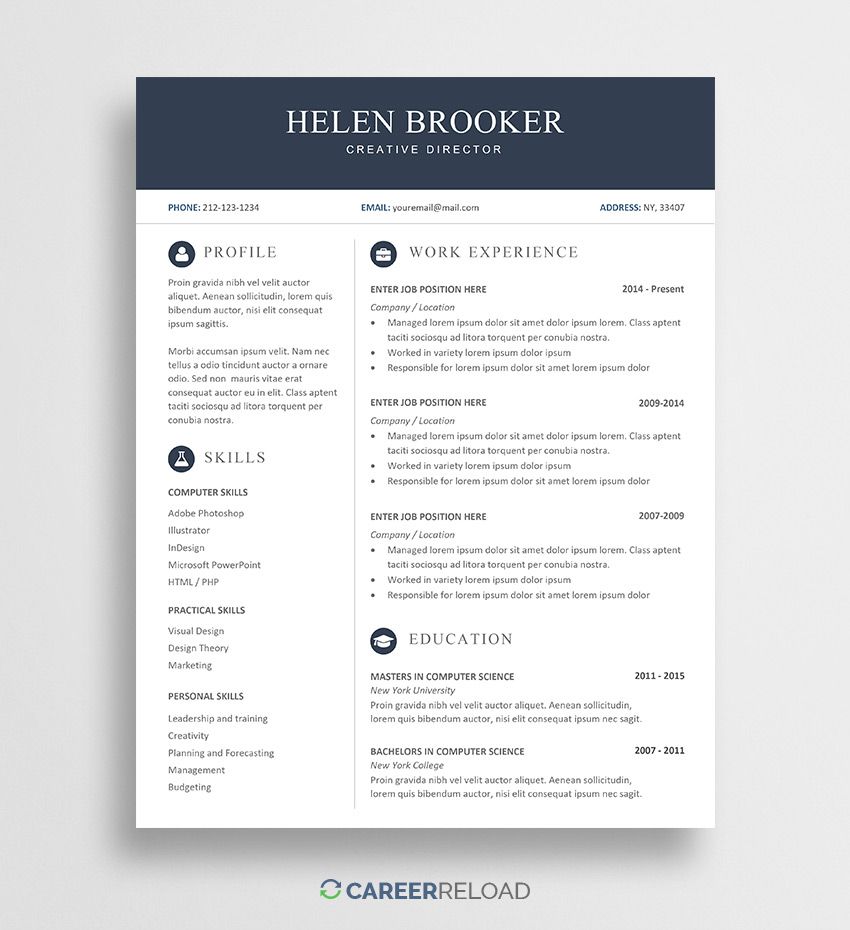 HELEN BROOKER
CREATIVE DIRECTOR
PHONE: 212-123-1234
EMAIL: youremail@mail.com
ADDRESS: NY, 33407
PROFILE
Proin gravida nibh vel velit auctor
aliquet. Aenean sollicitudin, lorem quis
bibendum auctor, nisi elit consequat
ipsum sagittis.
Morbi accumsan ipsum velit. Nam nec
tellus a odio tincidunt auctor a ornare
odio. Sed non mauris vitae erat
consequat auctor eu in elit. Class aptent
taciti sociosqu ad litora torquent per
conubia nostra.
SKILLS
COMPUTER SKILLS
Adobe Photoshop
Illustrator
InDesign
Microsoft PowerPoint
HTML / PHP
PRACTICAL SKILLS
Visual Design
Design Theory
Marketing
PERSONAL SKILLS
Leadership and training
Creativity
Planning and Forecasting
Management
Budgeting
WORK EXPERIENCE
ENTER JOB POSITION HERE 2014 - Present
Company / Location
• Managed lorem ipsum dolor sit amet dolor ipsum lorem. Class aptent
taciti sociosqu ad litora torquent per conubia nostra.
• Worked in variety lorem ipsum dolor ipsum
• Responsible for lorem ipsum dolor sit amet lorem ipsum dolor
ENTER JOB POSITION HERE 2009-2014
Company / Location
• Managed lorem ipsum dolor sit amet dolor ipsum lorem. Class aptent
taciti sociosqu ad litora torquent per conubia nostra.
• Worked in variety lorem ipsum dolor ipsum
• Responsible for lorem ipsum dolor sit amet lorem ipsum dolor
ENTER JOB POSITION HERE 2007-2009
Company / Location
• Managed lorem ipsum dolor sit amet dolor ipsum lorem. Class aptent
taciti sociosqu ad litora torquent per conubia nostra.
• Worked in variety lorem ipsum dolor ipsum
• Responsible for lorem ipsum dolor sit amet lorem ipsum dolor
EDUCATION
MASTERS IN COMPUTER SCIENCE 2011 - 2015
New York University
Proin gravida nibh vel velit auctor aliquet. Aenean sollicitudin,
lorem quis bibendum auctor, nisi elit consequat ipsum nec sagit.
BACHELORS IN COMPUTER SCIENCE 2007 - 2011
New York College
Proin gravida nibh vel velit auctor aliquet. Aenean sollicitudin,
lorem quis bibendum auctor, nisi elit consequat ipsum nec sagit.
CAREERRELOAD